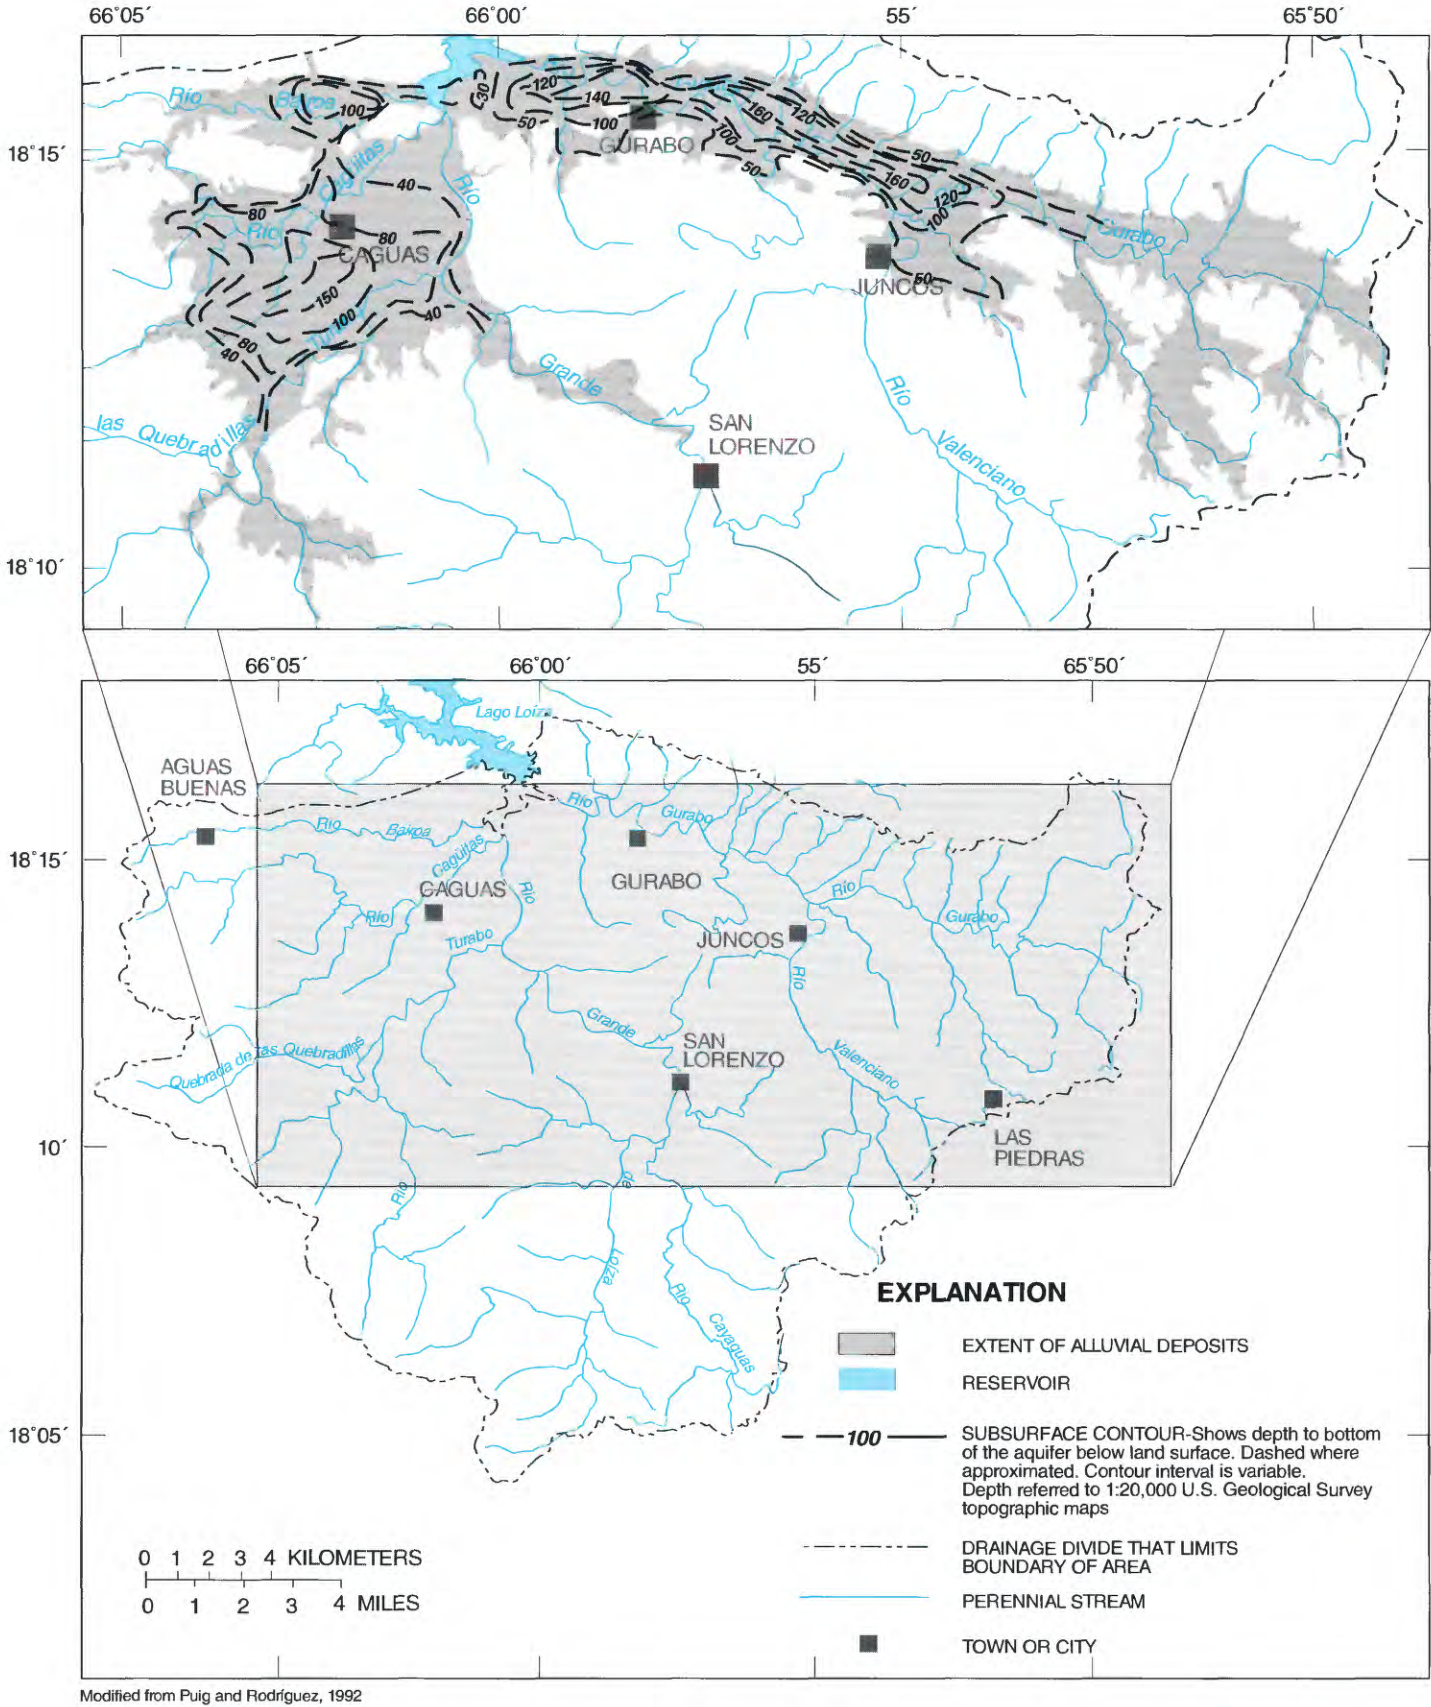 66°05′ 66°00′ 55′ 65°50′
120
30
140
Río Bairoa
100
160
120
50
100
100
GURABO
50
50
18°15′
Cagüitas
40
Río
160
120
80
Río
100
Gurabo
80
CAGUAS
50
JUNCOS
150
100
40
80
40
Grande
Río
las Quebradillas
SAN
LORENZO
Valenciano
18°10′
66°05′ 66°00′ 55′ 65°50′
Lago Loíza
AGUAS
BUENAS
Río
Gurabo
Río Bairoa
Cagüitas
18°15′
CAGUAS
Río
GURABO
Río
Río
Gurabo
Turabo
JUNCOS
Río
Grande
SAN
LORENZO
Quebrada de las Quebradillas
Valenciano
10′
LAS
PIEDRAS
de
Río
Loíza
Río
Cayaguas
EXPLANATION
EXTENT OF ALLUVIAL DEPOSITS
RESERVOIR
18°05′
100
SUBSURFACE CONTOUR-Shows depth to bottom
of the aquifer below land surface. Dashed where
approximated. Contour interval is variable.
Depth referred to 1:20,000 U.S. Geological Survey
topographic maps
DRAINAGE DIVIDE THAT LIMITS
BOUNDARY OF AREA
0 1 2 3 4 KILOMETERS
0 1 2 3 4 MILES
PERENNIAL STREAM
TOWN OR CITY
Modified from Puig and Rodríguez, 1992